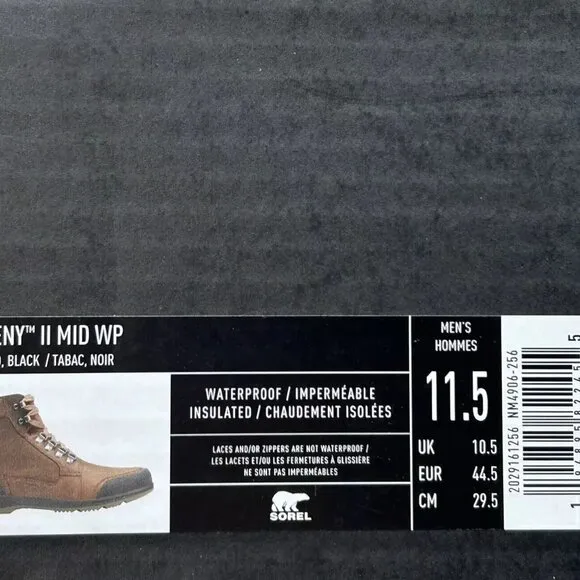 ENY™ II MID WP
, BLACK / TABAC, NOIR
WATERPROOF / IMPERMÉABLE
INSULATED / CHAUDEMENT ISOLÉES
LACES AND/OR ZIPPERS ARE NOT WATERPROOF /
LES LACETS ET/OU LES FERMETURES À GLISSIÈRE
NE SONT PAS IMPERMÉABLES
SOREL
MEN'S
HOMMES
11.5
UK 10.5
EUR 44.5
CM 29.5
2029161256 NM4906-256